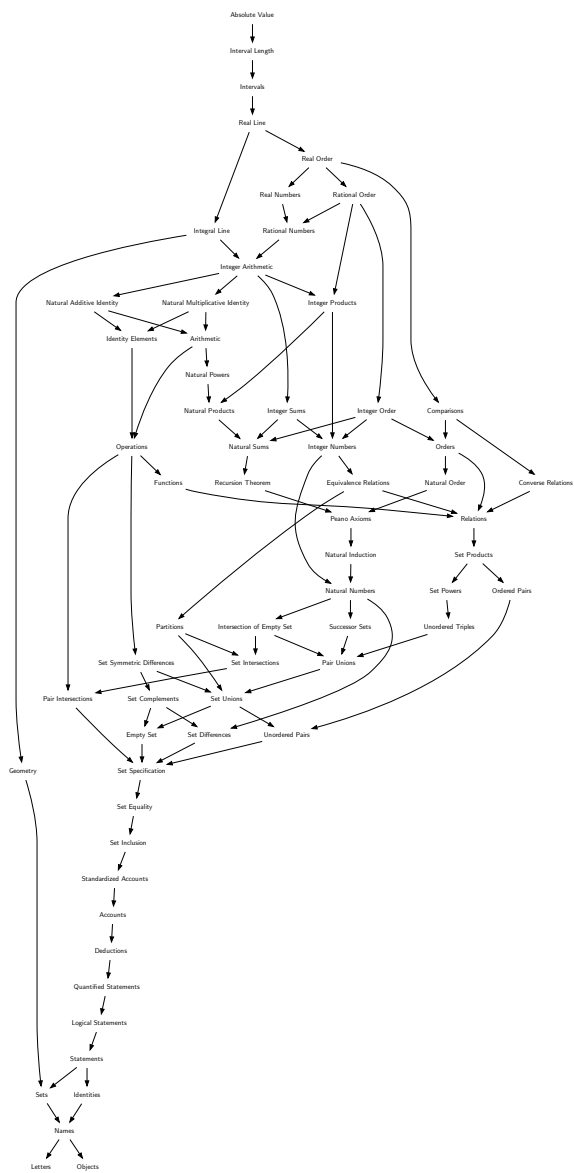 Absolute Value
Interval Length
Intervals
Real Line
Real Order
Real Numbers
Rational Order
Integral Line
Rational Numbers
Integer Arithmetic
Natural Additive Identity
Natural Multiplicative Identity
Integer Products
Identity Elements
Arithmetic
Natural Powers
Natural Products
Integer Sums
Integer Order
Comparisons
Operations
Natural Sums
Integer Numbers
Orders
Functions
Recursion Theorem
Equivalence Relations
Natural Order
Converse Relations
Peano Axioms
Relations
Natural Induction
Set Products
Natural Numbers
Set Powers
Ordered Pairs
Partitions
Intersection of Empty Set
Successor Sets
Unordered Triples
Set Symmetric Differences
Set Intersections
Pair Unions
Pair Intersections
Set Complements
Set Unions
Empty Set
Set Differences
Unordered Pairs
Geometry
Set Specification
Set Equality
Set Inclusion
Standardized Accounts
Accounts
Deductions
Quantified Statements
Logical Statements
Statements
Sets
Identities
Names
Letters
Objects